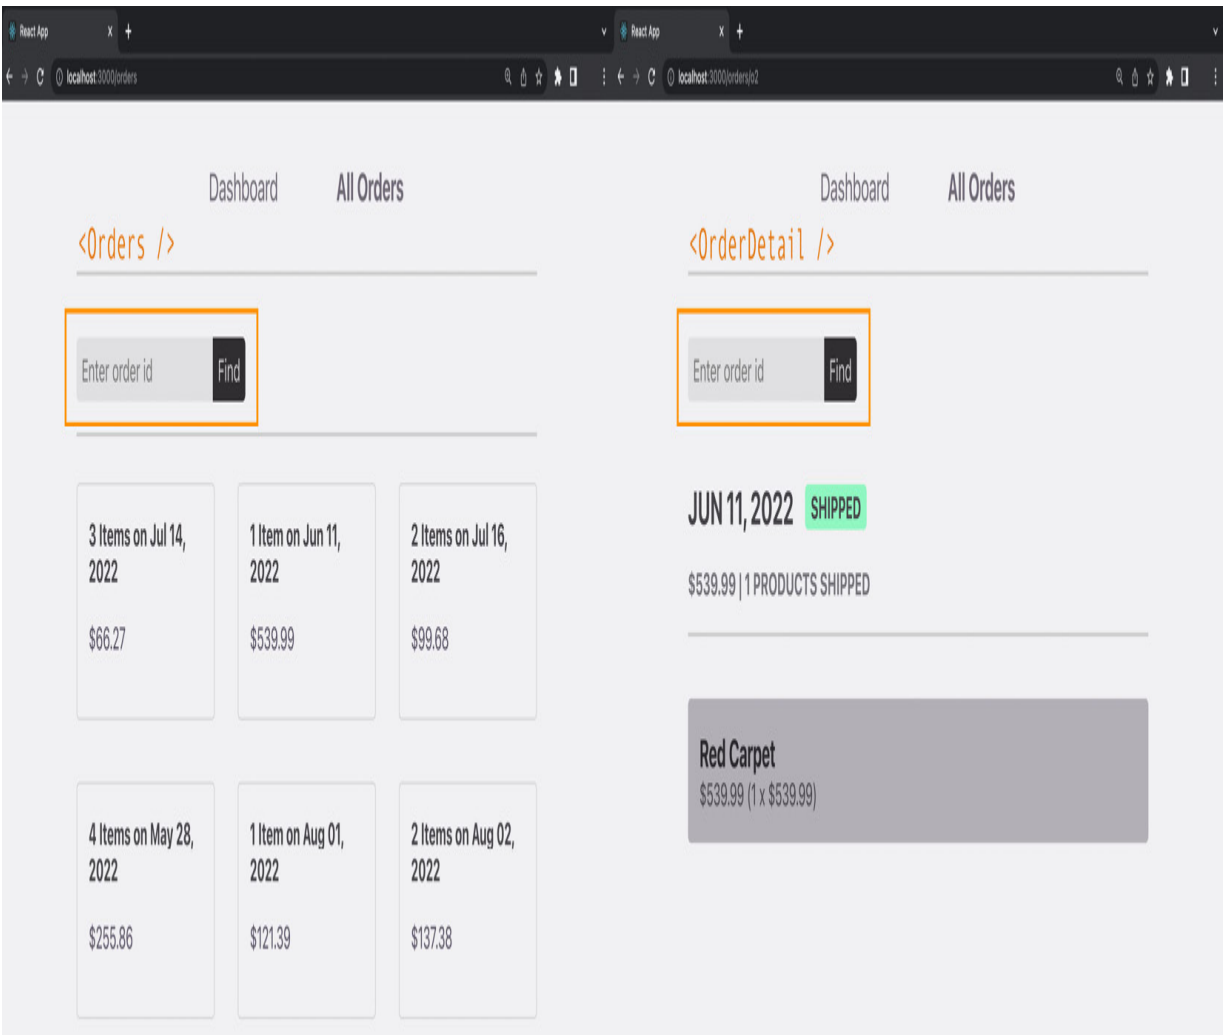 React App
localhost:3000/orders
Dashboard All Orders
<Orders />
Enter order id Find
3 Items on Jul 14,
2022
$66.27
1 Item on Jun 11,
2022
$539.99
2 Items on Jul 16,
2022
$99.68
4 Items on May 28,
2022
$255.86
1 Item on Aug 01,
2022
$121.39
2 Items on Aug 02,
2022
$137.38
React App
localhost:3000/orders/o2
Dashboard All Orders
<OrderDetail />
Enter order id Find
JUN 11, 2022 SHIPPED
$539.99 | 1 PRODUCTS SHIPPED
Red Carpet
$539.99 (1 x $539.99)